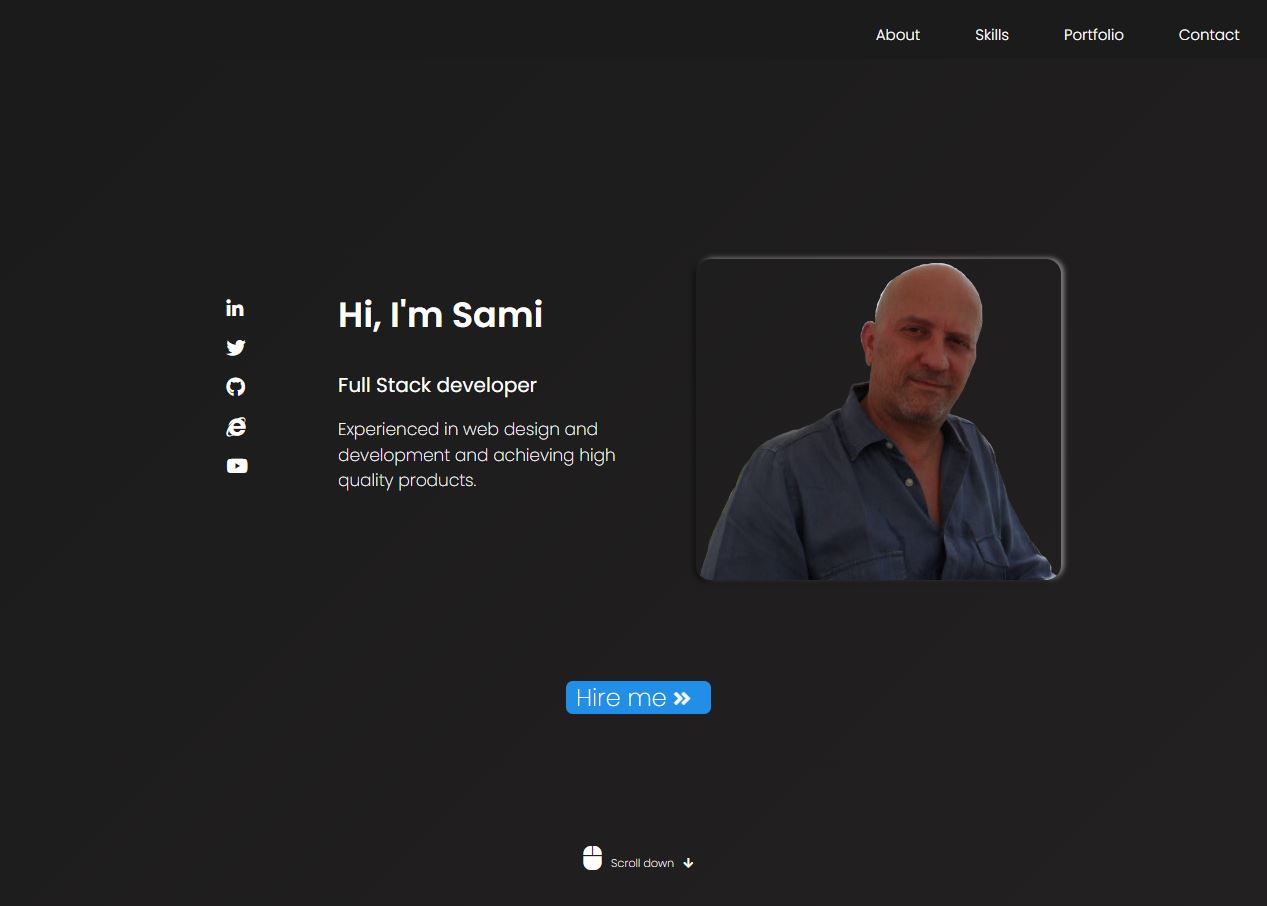 About Skills Portfolio Contact
Hi, I'm Sami
Full Stack developer
Experienced in web design and
development and achieving high
quality products.
Hire me
Scroll down